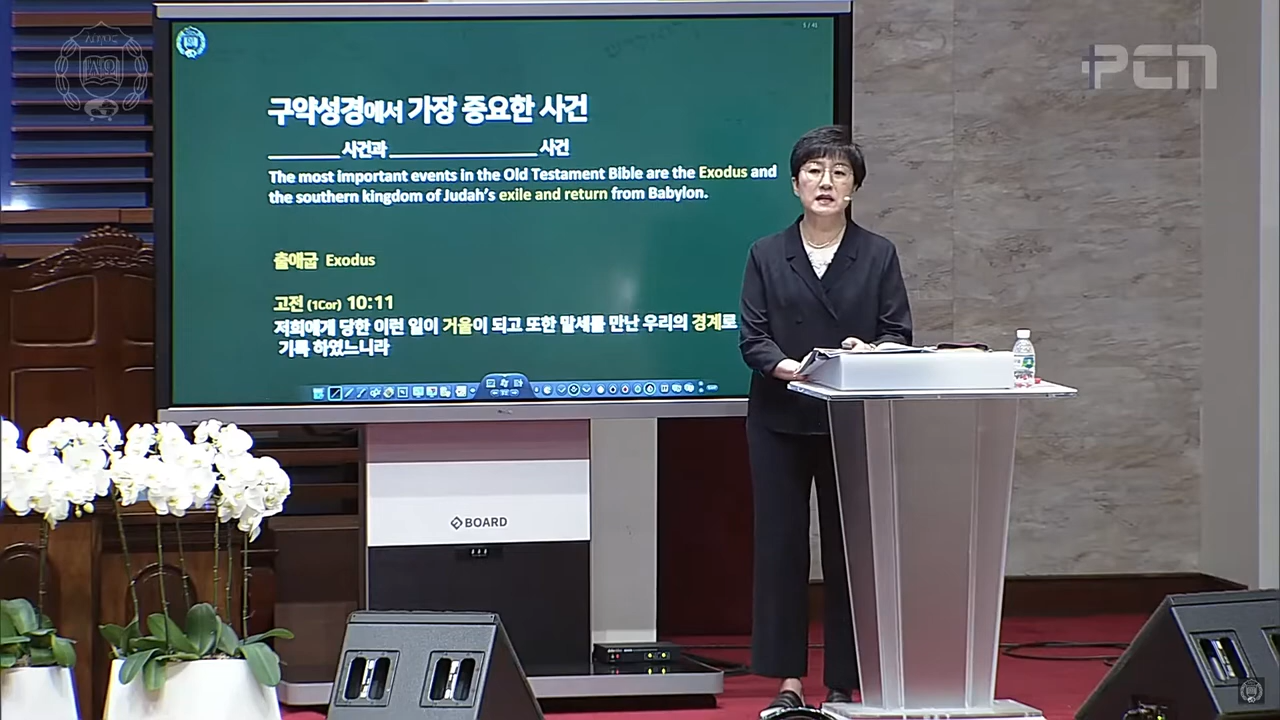 5 / 41
PCN
구약성경에서 가장 중요한 사건
________ 사건과 ________________ 사건
The most important events in the Old Testament Bible are the Exodus and
the southern kingdom of Judah's exile and return from Babylon.
출애굽 Exodus
고전 (1Cor) 10:11
저희에게 당한 이런 일이 거울이 되고 또한 말세를 만난 우리의 경계로
기록 하였느니라
BOARD